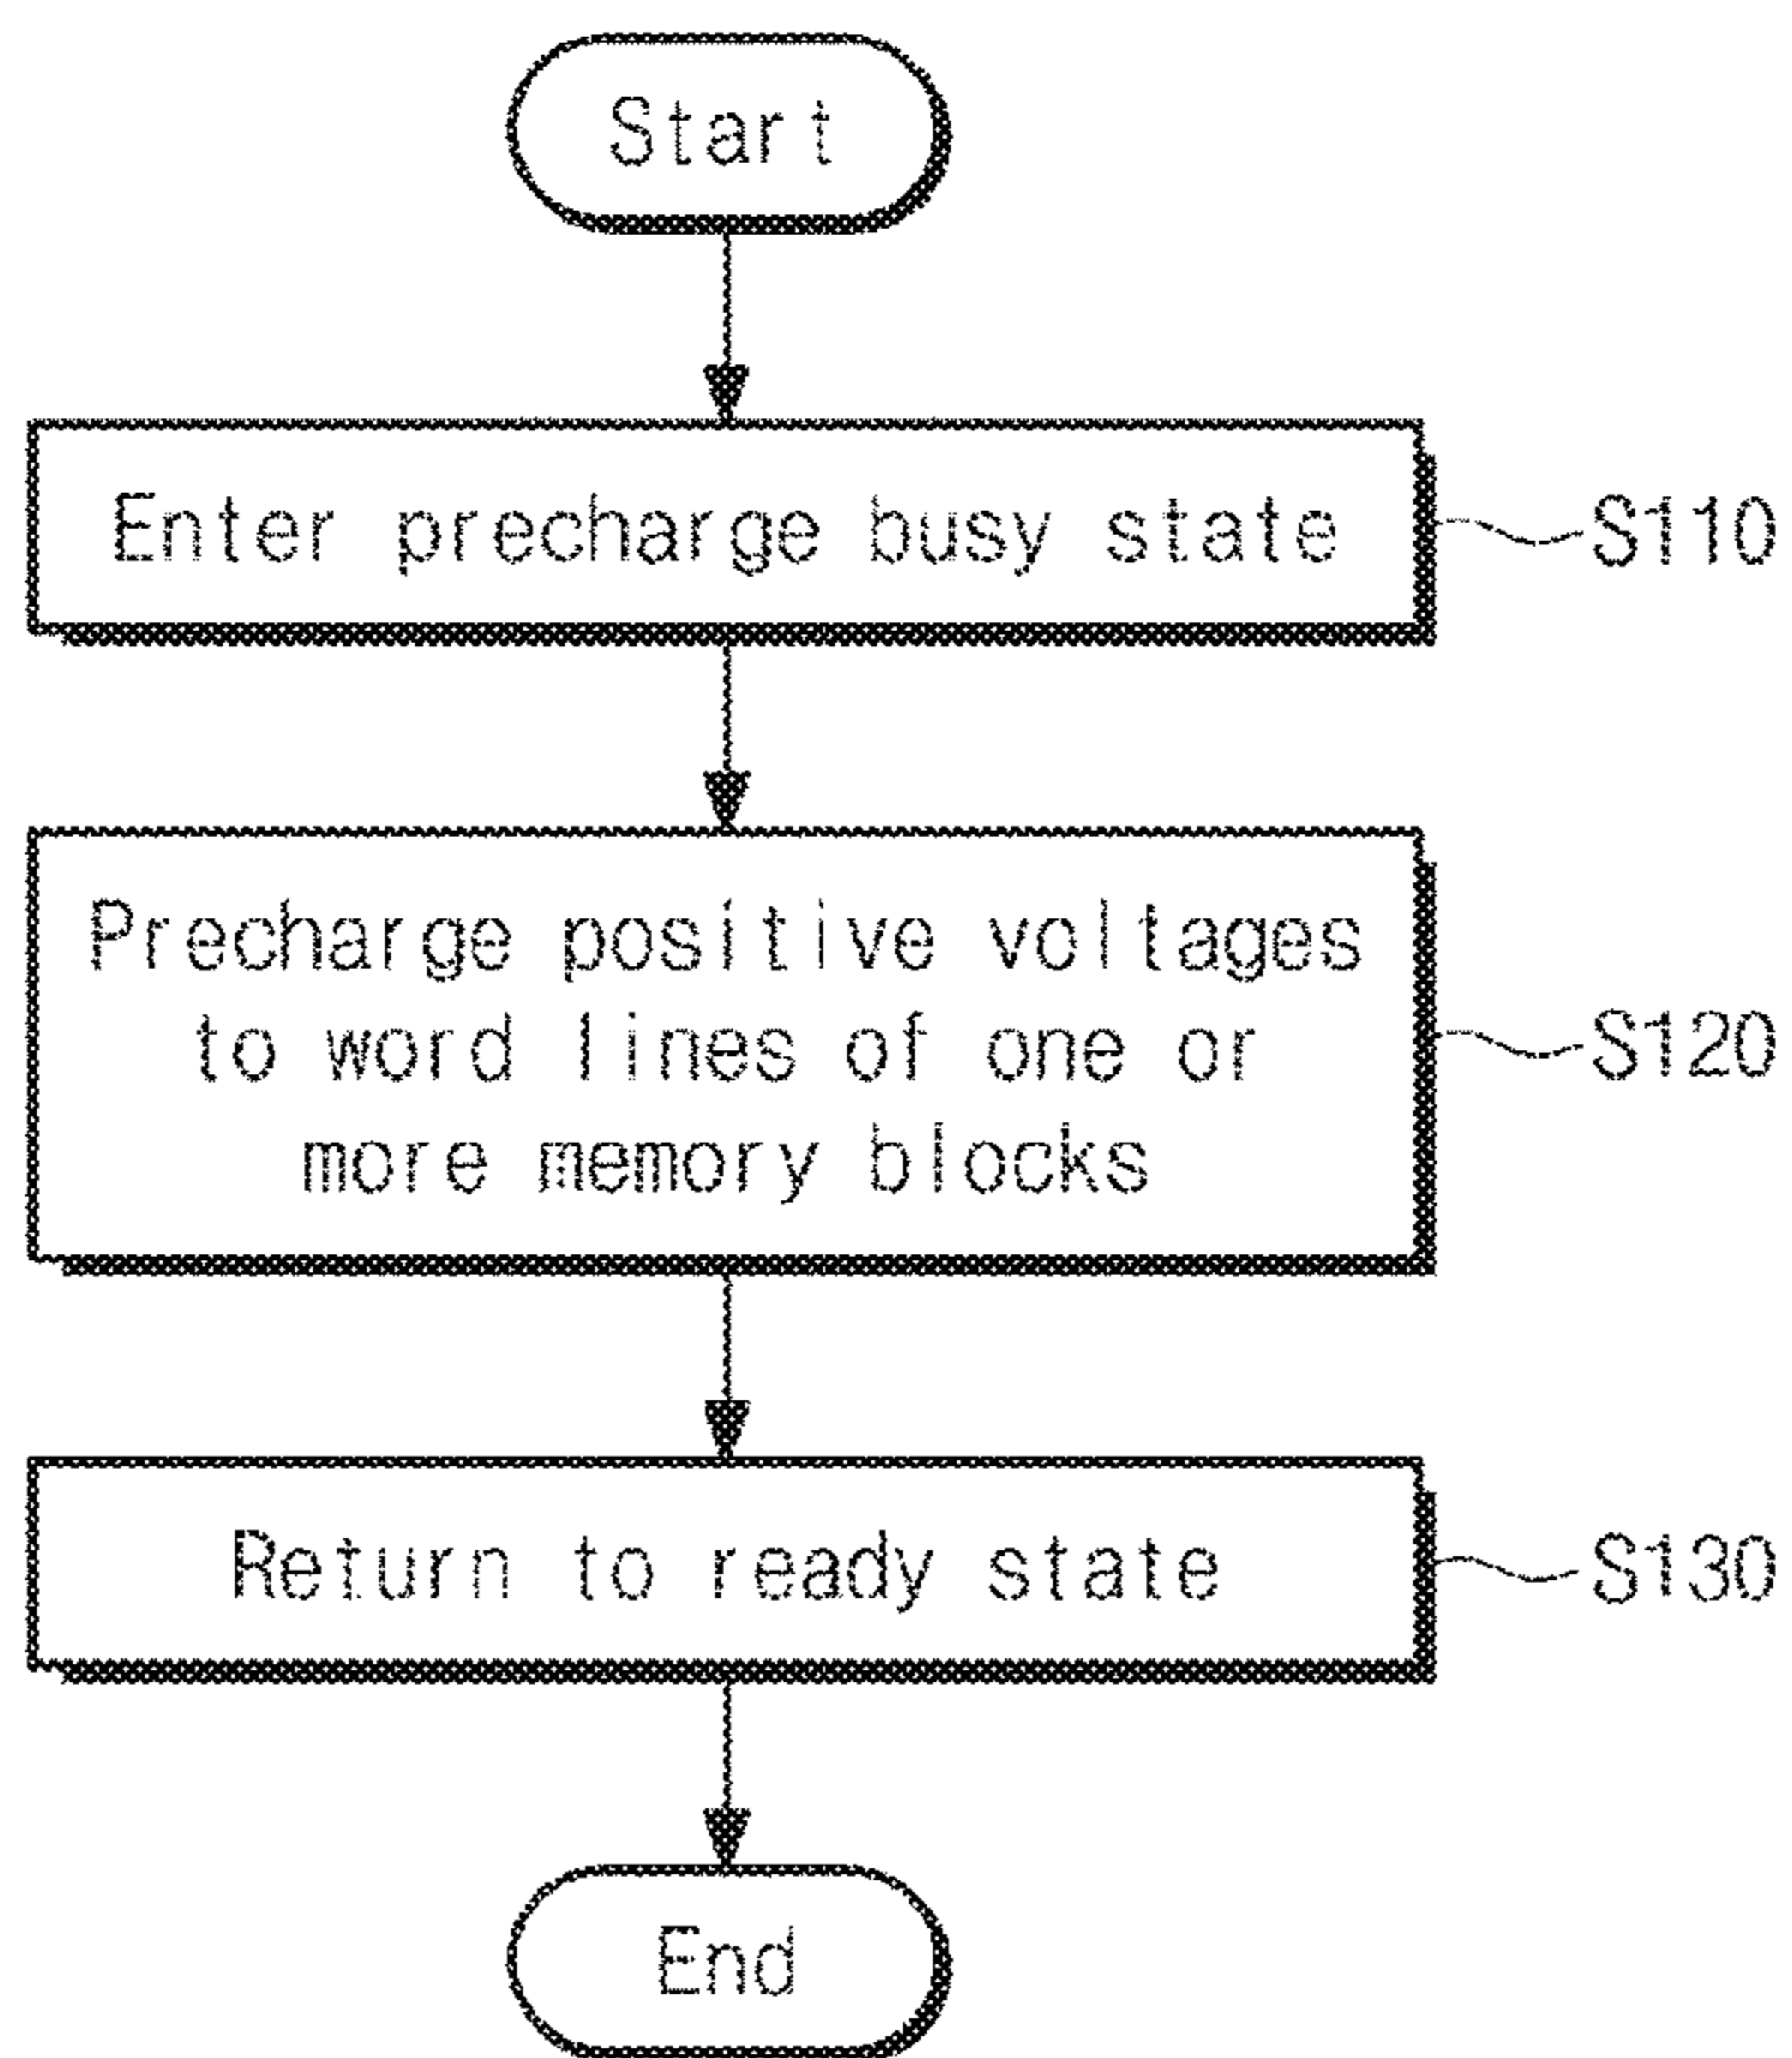 Start
Enter precharge busy state
S110
Precharge positive voltages
to word lines of one or
more memory blocks
S120
Return to ready state
S130
End